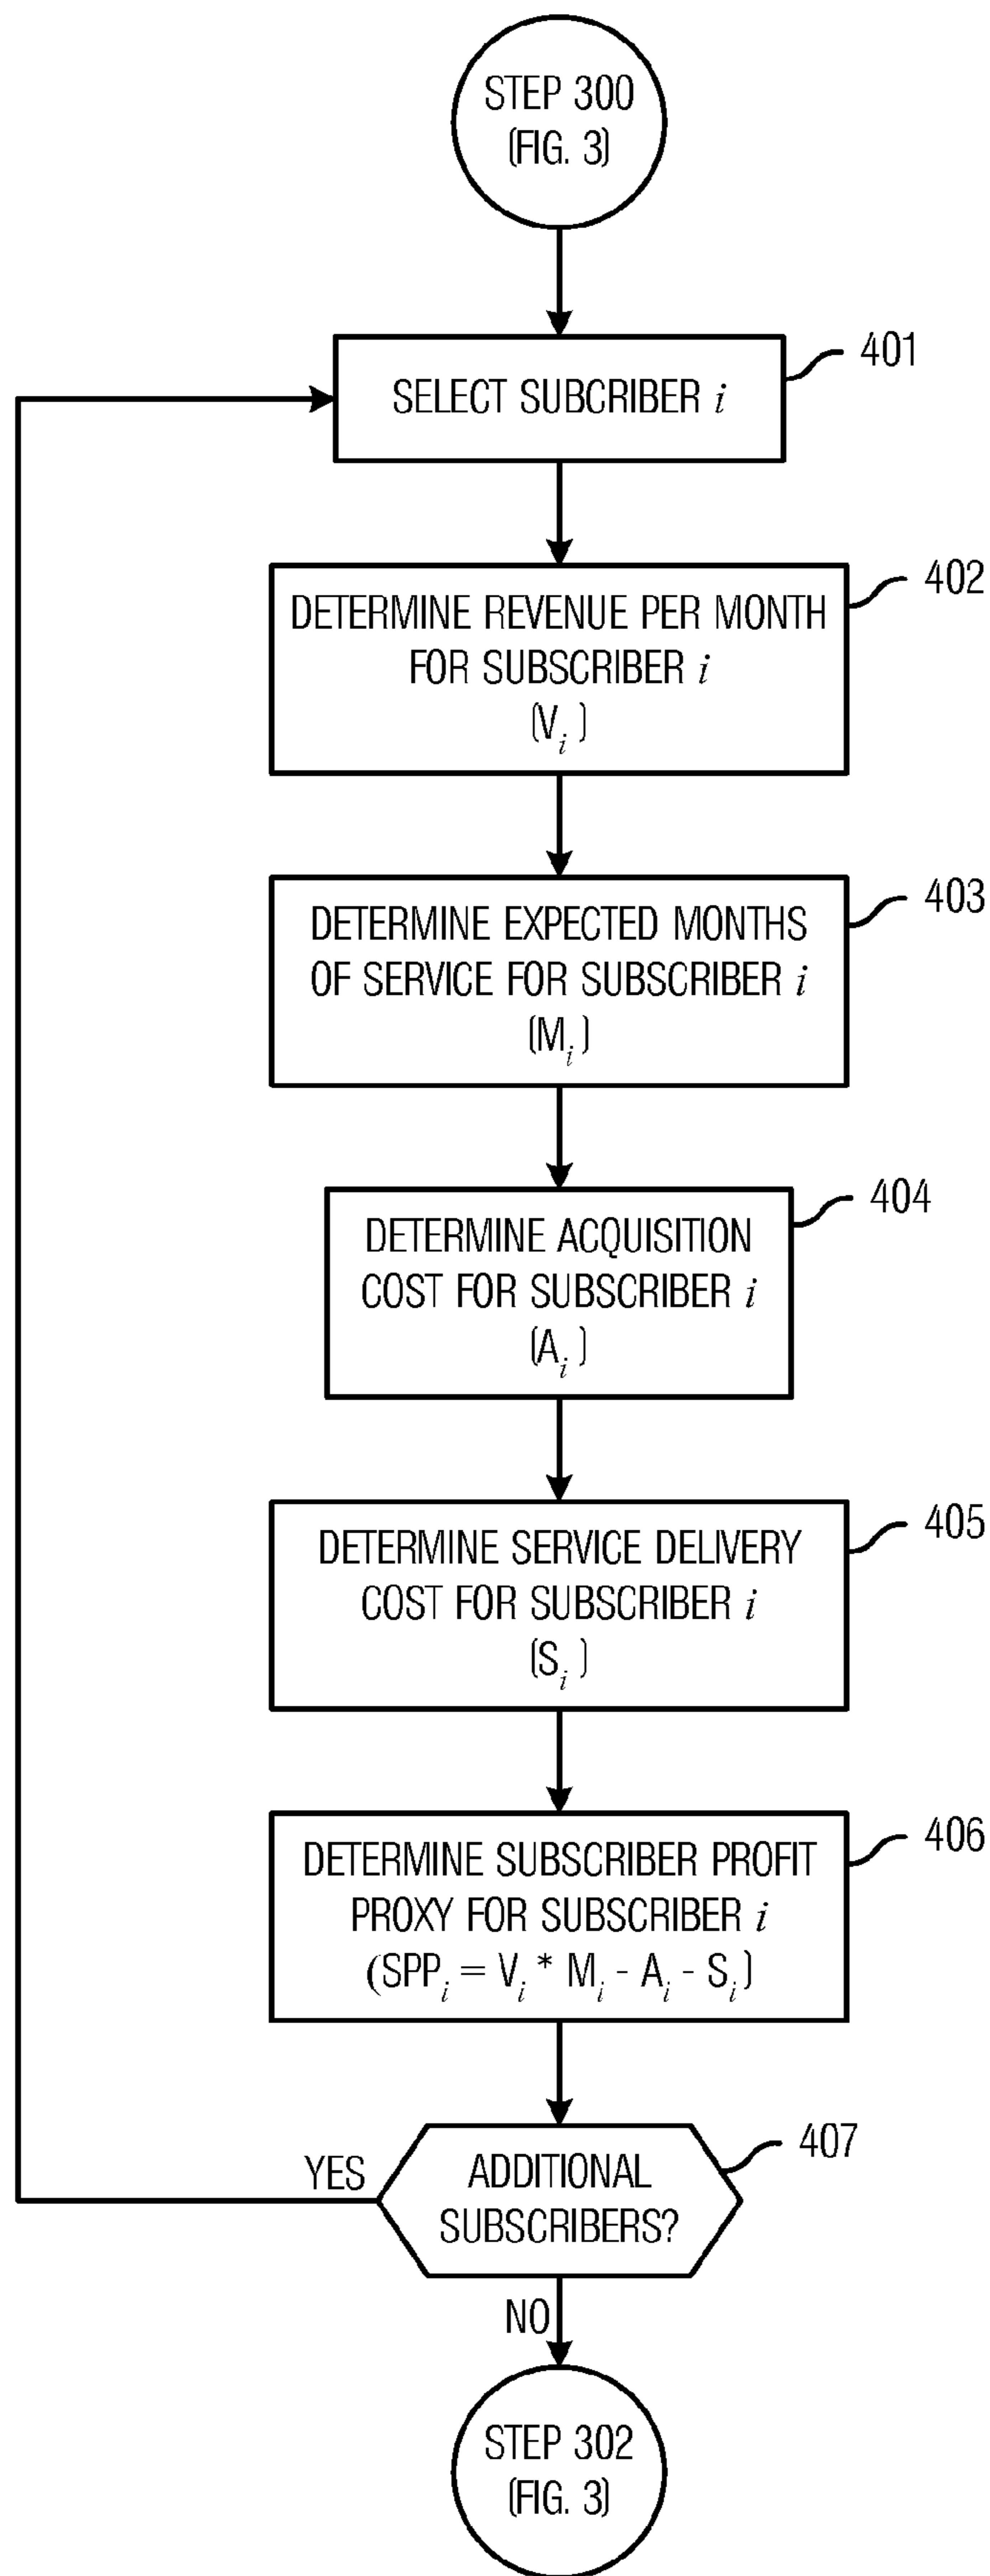 STEP 300
(FIG. 3)
401
SELECT SUBCRIBER i
402
DETERMINE REVENUE PER MONTH
FOR SUBSCRIBER i
(Vi )
403
DETERMINE EXPECTED MONTHS
OF SERVICE FOR SUBSCRIBER i
(Mi)
404
DETERMINE ACQUISITION
COST FOR SUBSCRIBER i
(Ai )
405
DETERMINE SERVICE DELIVERY
COST FOR SUBSCRIBER i
(Si )
406
DETERMINE SUBSCRIBER PROFIT
PROXY FOR SUBSCRIBER i
(SPPi = Vi * Mi - Ai - Si)
407
YES
ADDITIONAL
SUBSCRIBERS?
NO
STEP 302
(FIG. 3)